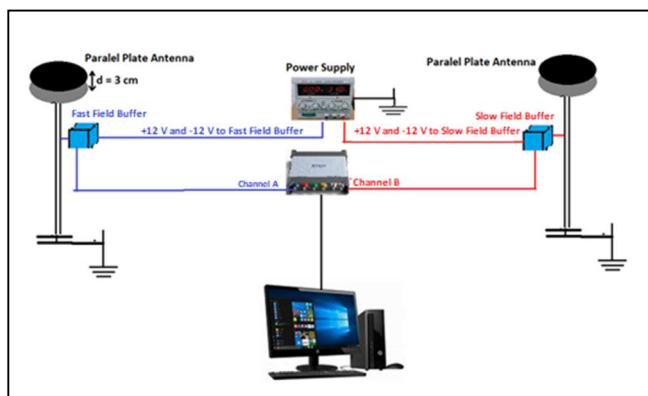 Paralel Plate Antenna
d = 3 cm
Fast Field Buffer
Power Supply
Paralel Plate Antenna
Slow Field Buffer
+12 V and -12 V to Fast Field Buffer
+12 V and -12 V to Slow Field Buffer
Channel A
Channel B